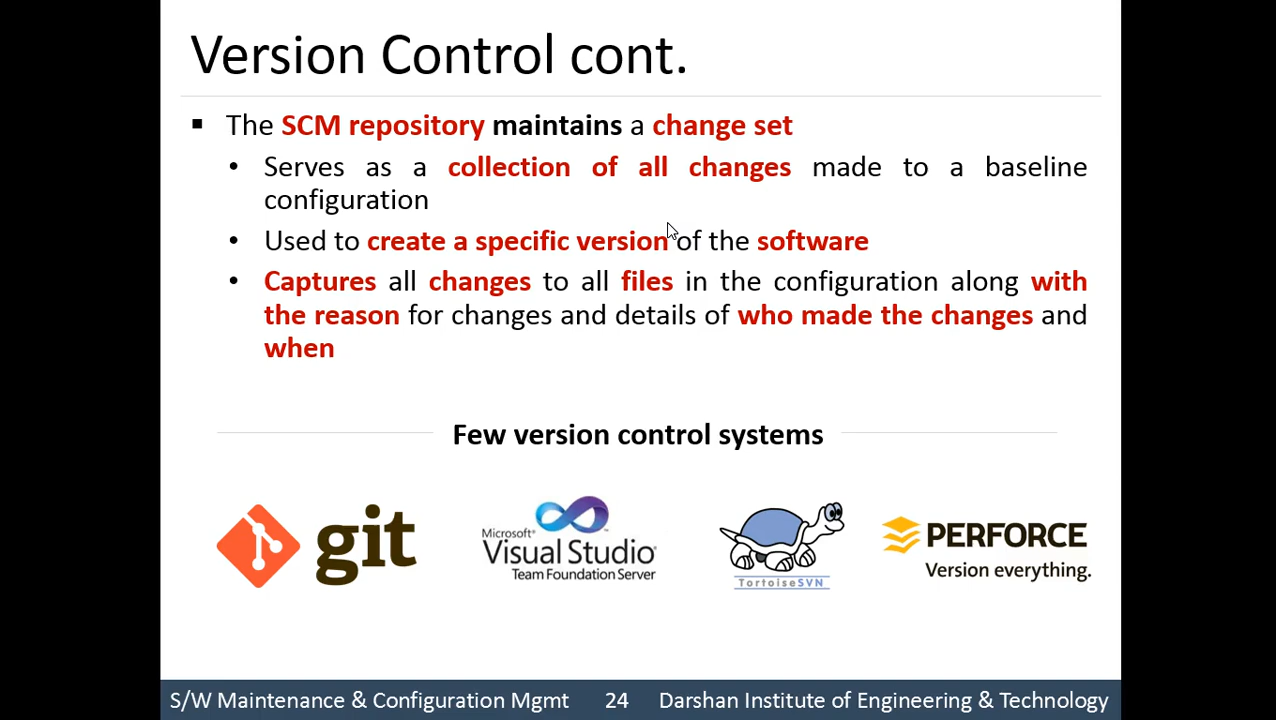 Version Control cont.
The SCM repository maintains a change set
Serves as a collection of all changes made to a baseline
configuration
Used to create a specific version of the software
Captures all changes to all files in the configuration along with
the reason for changes and details of who made the changes and
when
Few version control systems
git
Microsoft®
Visual Studio®
Team Foundation Server
TortoiseSVN
PERFORCE
Version everything.
S/W Maintenance & Configuration Mgmt 24 Darshan Institute of Engineering & Technology